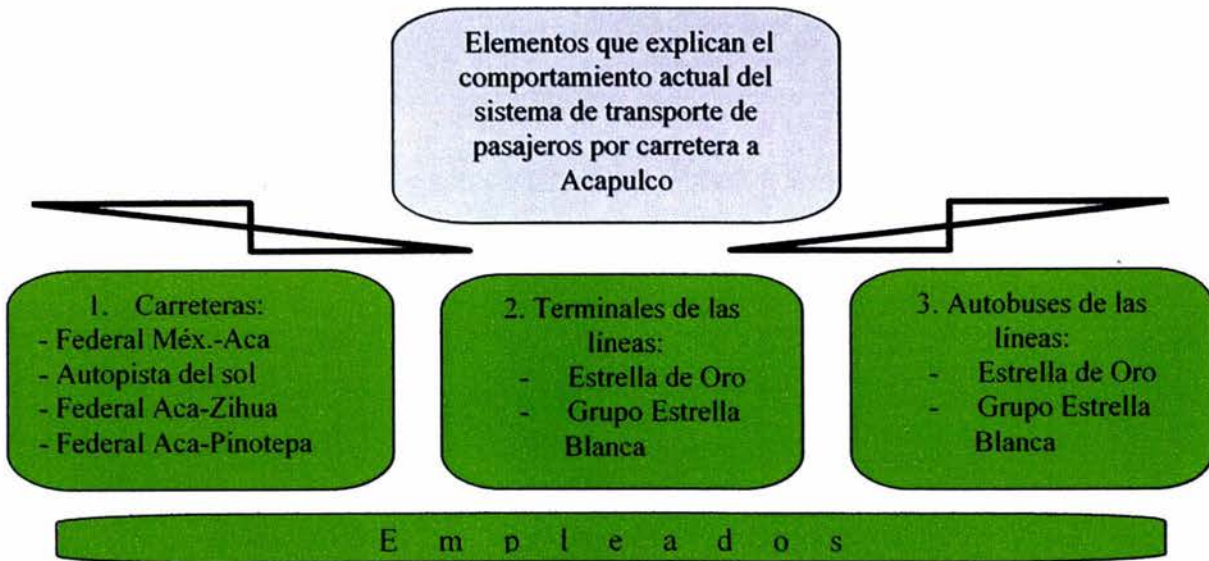 Elementos que explican el
comportamiento actual del
sistema de transporte de
pasajeros por carretera a
Acapulco
1. Carreteras:
- Federal Méx.-Aca
- Autopista del sol
- Federal Aca-Zihua
- Federal Aca-Pinotepa
2. Terminales de las
líneas:
- Estrella de Oro
- Grupo Estrella
Blanca
3. Autobuses de las
líneas:
- Estrella de Oro
- Grupo Estrella
Blanca
E m p l e a d o s